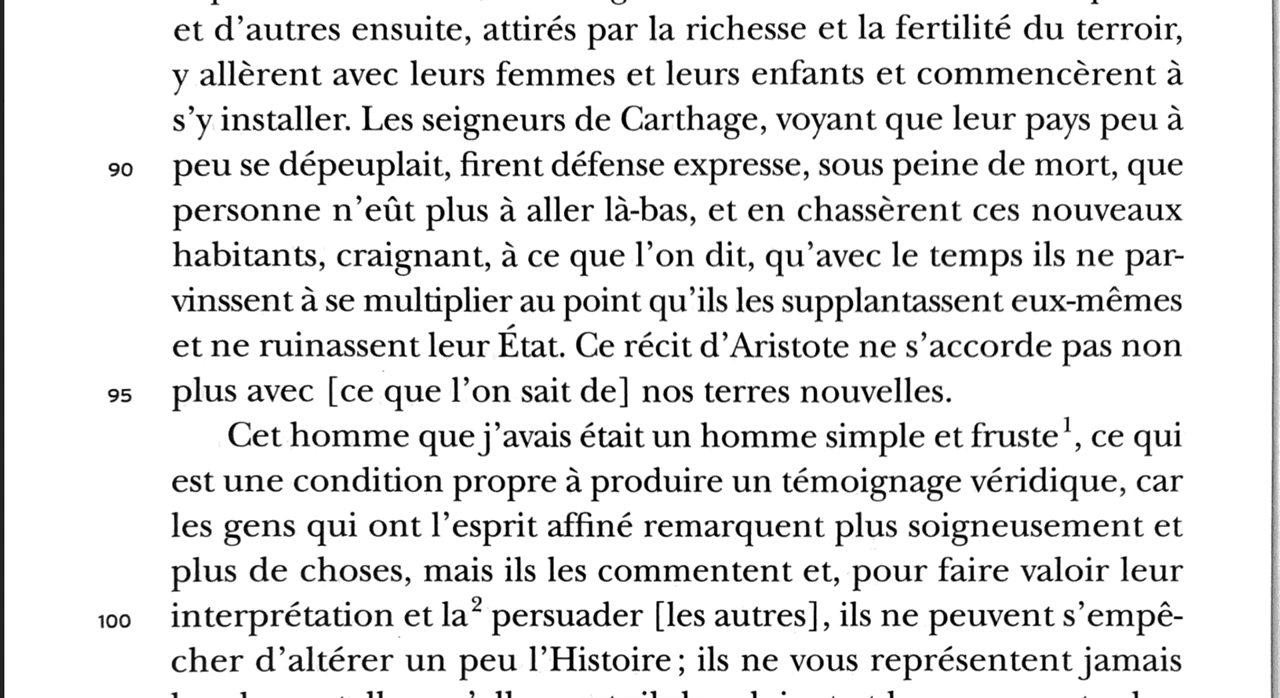 et d'autres ensuite, attirés par la richesse et la fertilité du terroir,
y allèrent avec leurs femmes et leurs enfants et commencèrent à
s'y installer. Les seigneurs de Carthage, voyant que leur pays peu à
90 peu se dépeuplait, firent défense expresse, sous peine de mort, que
personne n'eût plus à aller là-bas, et en chassèrent ces nouveaux
habitants, craignant, à ce que l'on dit, qu'avec le temps ils ne par-
vinssent à se multiplier au point qu'ils les supplantassent eux-mêmes
et ne ruinassent leur État. Ce récit d'Aristote ne s'accorde pas non
95 plus avec [ce que l'on sait de] nos terres nouvelles.
Cet homme que j'avais était un homme simple et fruste¹, ce qui
est une condition propre à produire un témoignage véridique, car
les gens qui ont l'esprit affiné remarquent plus soigneusement et
plus de choses, mais ils les commentent et, pour faire valoir leur
100 interprétation et la² persuader [les autres], ils ne peuvent s'empê-
cher d'altérer un peu l'Histoire ; ils ne vous représentent jamais